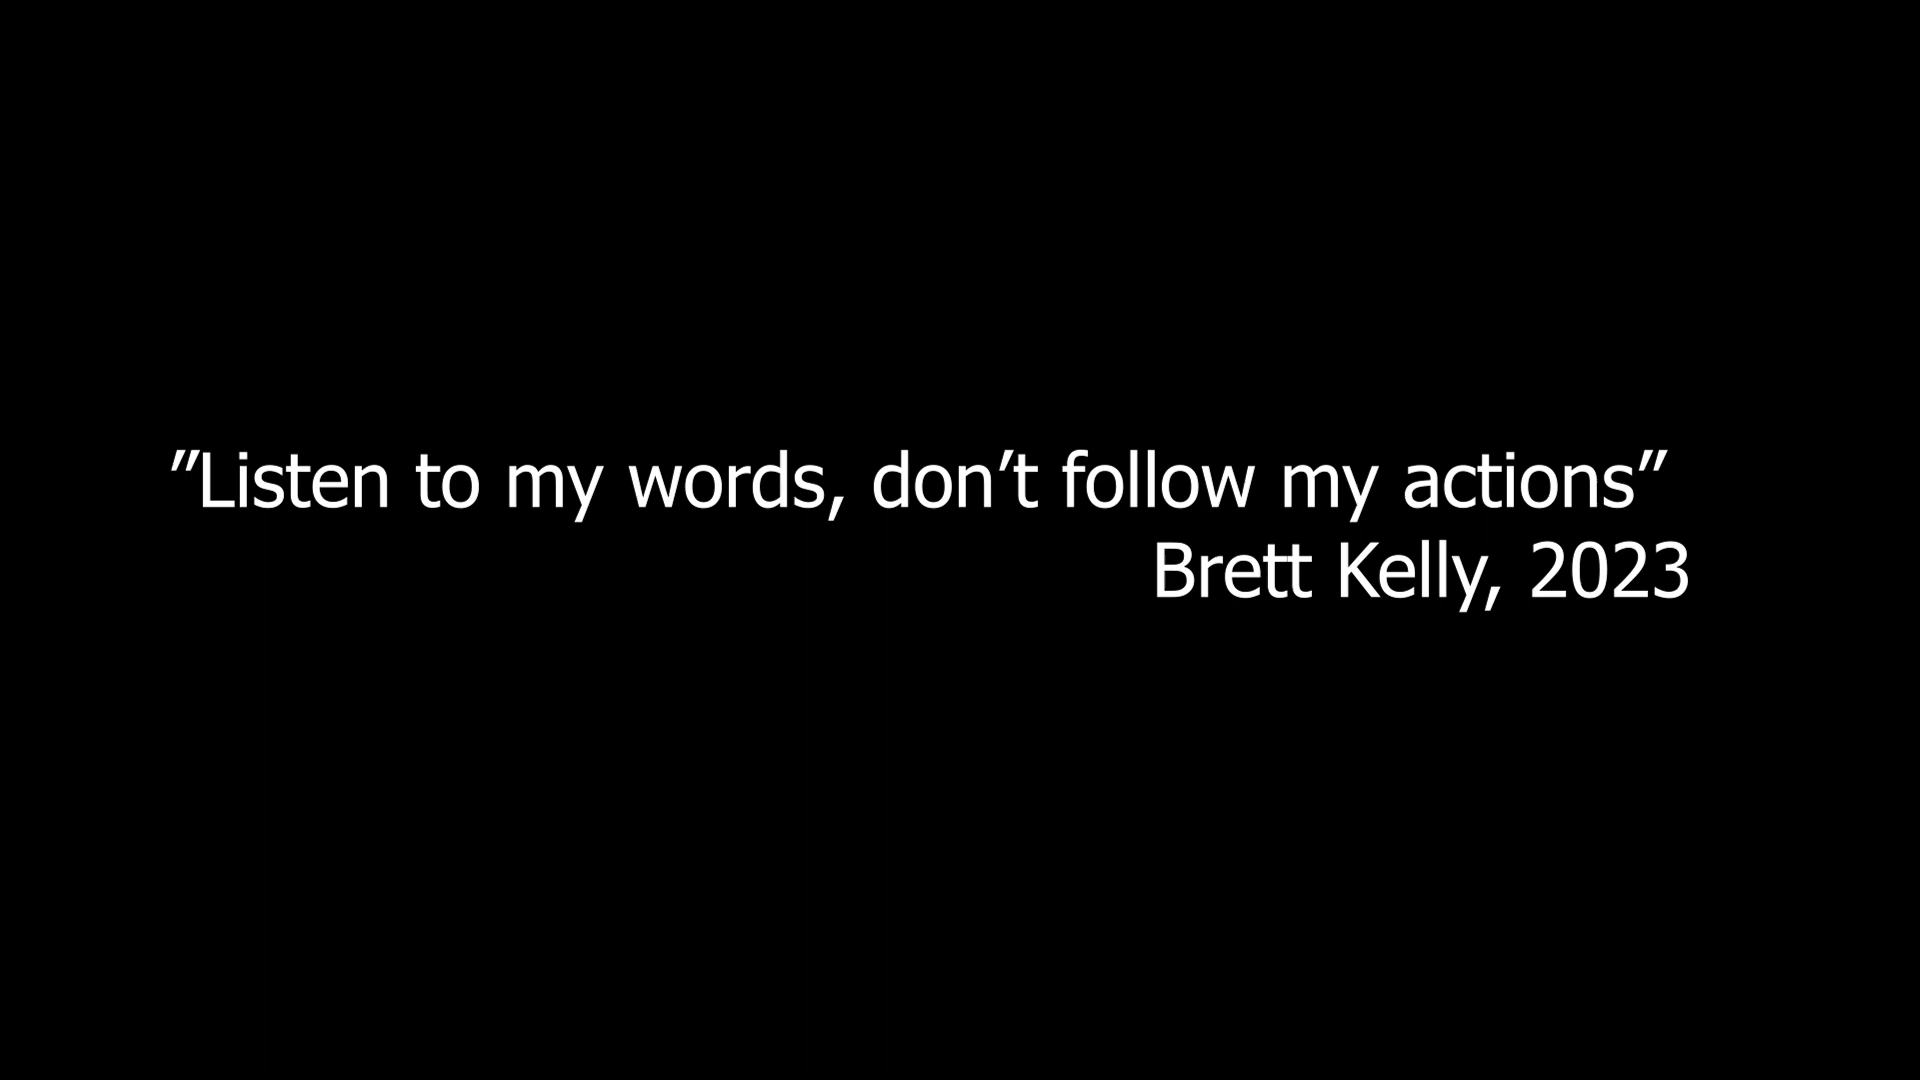 ”Listen to my words, don’t follow my actions”
Brett Kelly, 2023